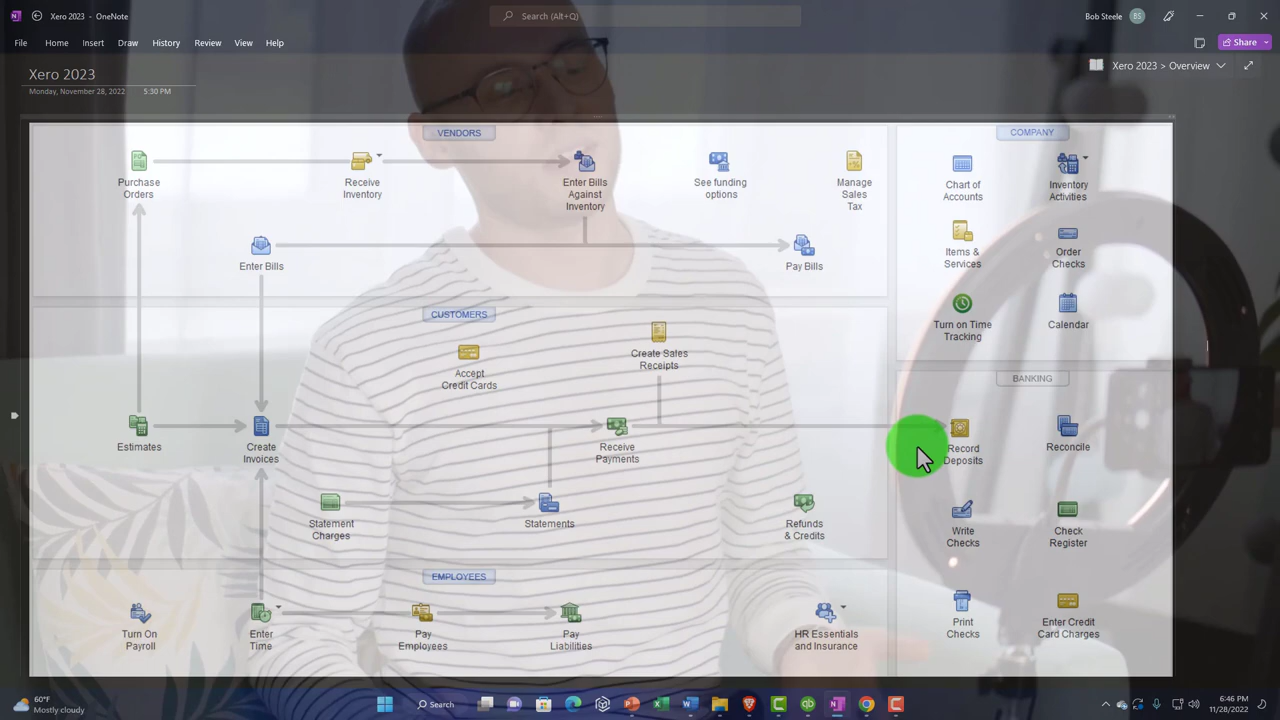 Xero 2023 - OneNote
Search (Alt+Q)
Bob Steele
BS
File
Home
Insert
Draw
History
Review
View
Help
Share
Xero 2023
Xero 2023 > Overview
Monday, November 28, 2022
5:30 PM
VENDORS
Purchase
Orders
Receive
Inventory
Enter Bills
Against
Inventory
See funding
options
Manage
Sales
Tax
Enter Bills
Pay Bills
CUSTOMERS
Accept
Credit Cards
Create Sales
Receipts
Estimates
Create
Invoices
Receive
Payments
Statement
Charges
Statements
Refunds
& Credits
EMPLOYEES
Turn On
Payroll
Enter
Time
Pay
Employees
Pay
Liabilities
HR Essentials
and Insurance
COMPANY
Chart of
Accounts
Inventory
Activities
Items &
Services
Order
Checks
Turn on Time
Tracking
Calendar
BANKING
Record
Deposits
Reconcile
Write
Checks
Check
Register
Print
Checks
Enter Credit
Card Charges
60°F
Mostly cloudy
Search
6:46 PM
11/28/2022